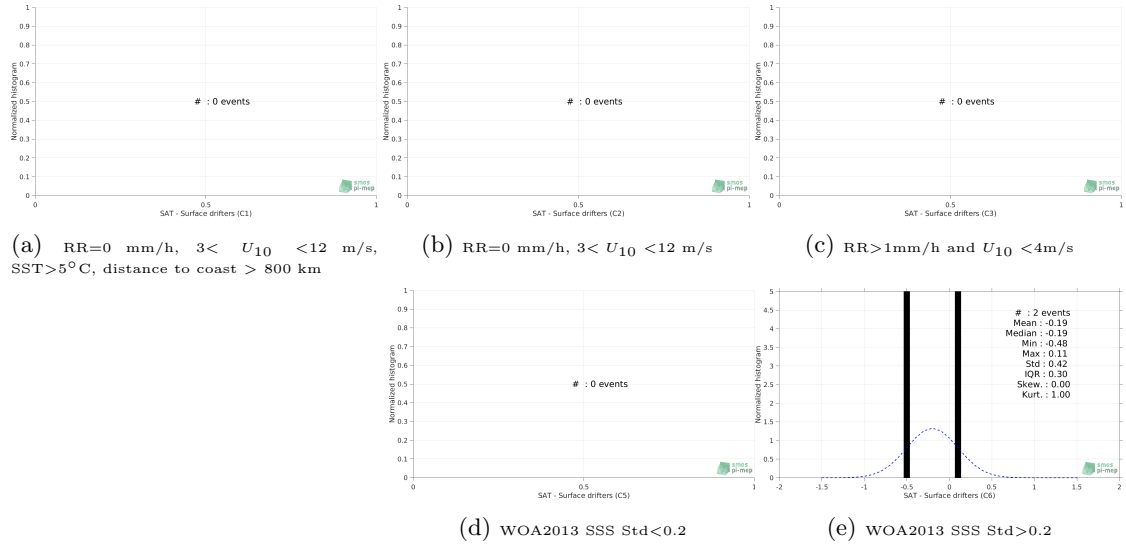 1
0.9
0.8
0.7
0.6
0.5
0.4
0.3
0.2
0.1
0
Normalized histogram
# : 0 events
smos
pi-mep
0 0.5 1
SAT - Surface drifters (C1)
1
0.9
0.8
0.7
0.6
0.5
0.4
0.3
0.2
0.1
0
Normalized histogram
# : 0 events
smos
pi-mep
0 0.5 1
SAT - Surface drifters (C2)
1
0.9
0.8
0.7
0.6
0.5
0.4
0.3
0.2
0.1
0
Normalized histogram
# : 0 events
smos
pi-mep
0 0.5 1
SAT - Surface drifters (C3)
(a) RR=0 mm/h, 3< U10 <12 m/s,
SST>5°C, distance to coast > 800 km
(b) RR=0 mm/h, 3< U10 <12 m/s
(c) RR>1mm/h and U10 <4m/s
1
0.9
0.8
0.7
0.6
0.5
0.4
0.3
0.2
0.1
0
Normalized histogram
# : 0 events
smos
pi-mep
0 0.5 1
SAT - Surface drifters (C5)
5
4.5
4
3.5
3
2.5
2
1.5
1
0.5
0
Normalized histogram
# : 2 events
Mean : -0.19
Median : -0.19
Min : -0.48
Max : 0.11
Std : 0.42
IQR : 0.30
Skew. : 0.00
Kurt. : 1.00
smos
pi-mep
-2 -1.5 -1 -0.5 0 0.5 1 1.5 2
SAT - Surface drifters (C6)
(d) WOA2013 SSS Std<0.2
(e) WOA2013 SSS Std>0.2